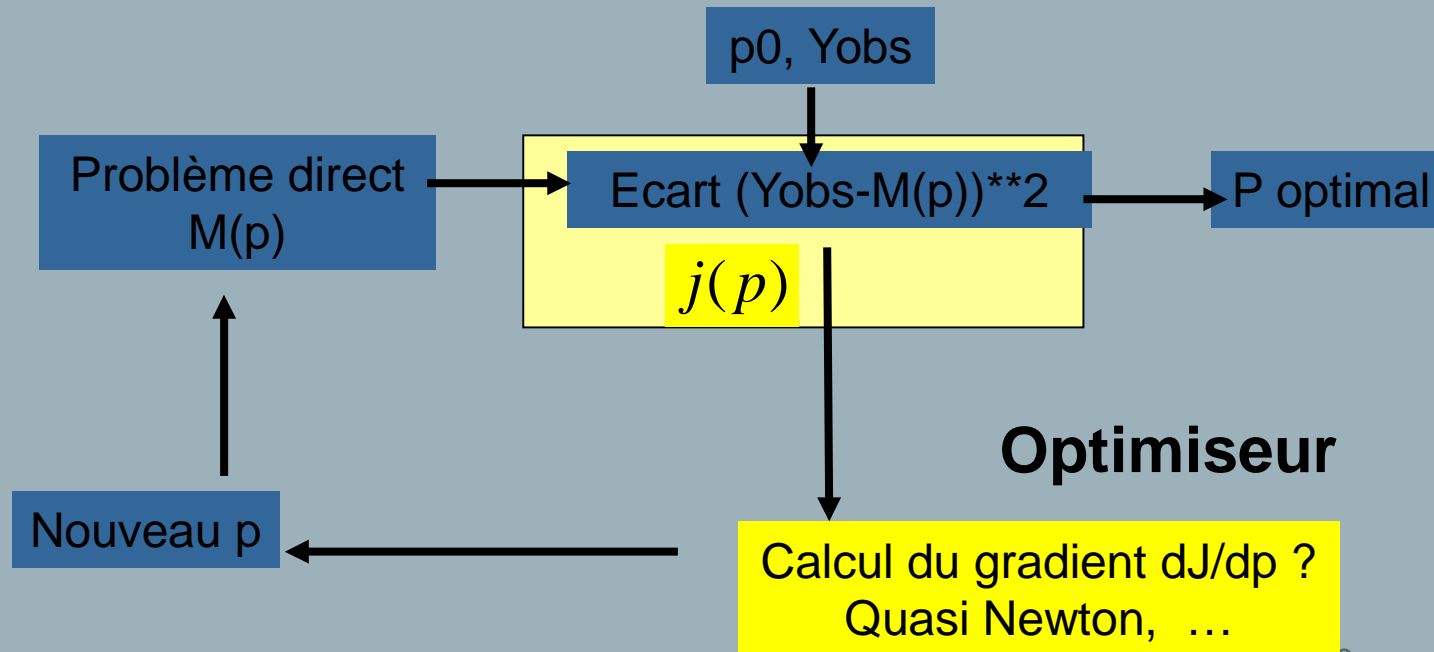 p0, Yobs
Problème direct
M(p)
Ecart (Yobs-M(p))**2
P optimal
j(p)
Optimiseur
Nouveau p
Calcul du gradient dJ/dp ?
Quasi Newton, …